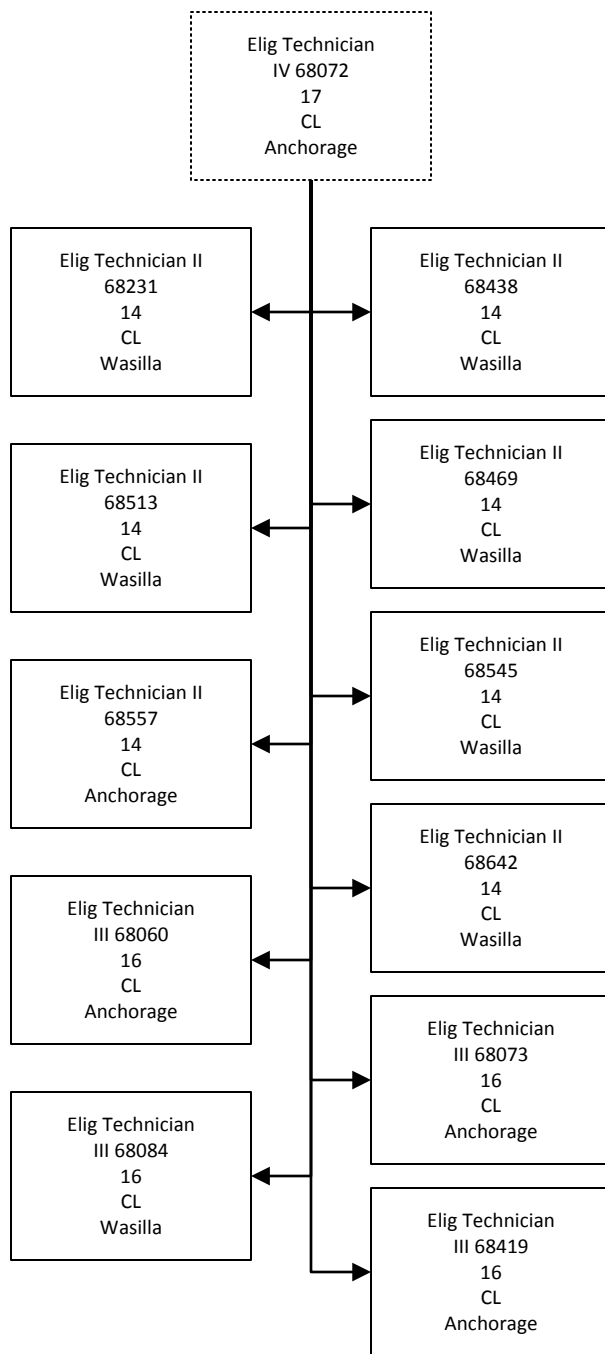 Elig Technician
IV 68072
17
CL
Anchorage
Elig Technician II
68231
14
CL
Wasilla
Elig Technician II
68438
14
CL
Wasilla
Elig Technician II
68513
14
CL
Wasilla
Elig Technician II
68469
14
CL
Wasilla
Elig Technician II
68557
14
CL
Anchorage
Elig Technician II
68545
14
CL
Wasilla
Elig Technician
III 68060
16
CL
Anchorage
Elig Technician II
68642
14
CL
Wasilla
Elig Technician
III 68084
16
CL
Wasilla
Elig Technician
III 68073
16
CL
Anchorage
Elig Technician
III 68419
16
CL
Anchorage